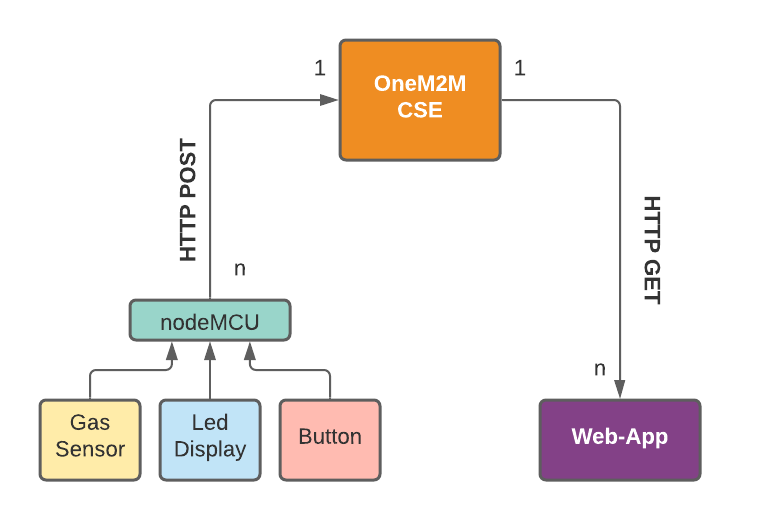 1
OneM2M
CSE
1
HTTP POST
HTTP GET
n
nodeMCU
n
Gas
Sensor
Led
Display
Button
Web-App